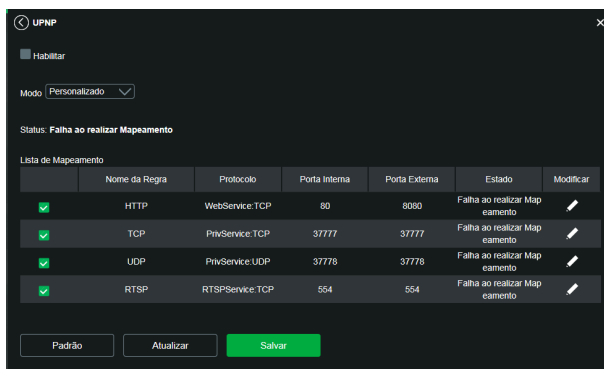 UPNP
Habilitar
Modo Personalizado
Status: Falha ao realizar Mapeamento
Lista de Mapeamento
Nome da Regra Protocolo Porta Interna Porta Externa Estado Modificar
HTTP WebService:TCP 80 8080 Falha ao realizar Map
eamento
TCP PrivService:TCP 37777 37777 Falha ao realizar Map
eamento
UDP PrivService:UDP 37778 37778 Falha ao realizar Map
eamento
RTSP RTSPService:TCP 554 554 Falha ao realizar Map
eamento
Padrão Atualizar Salvar